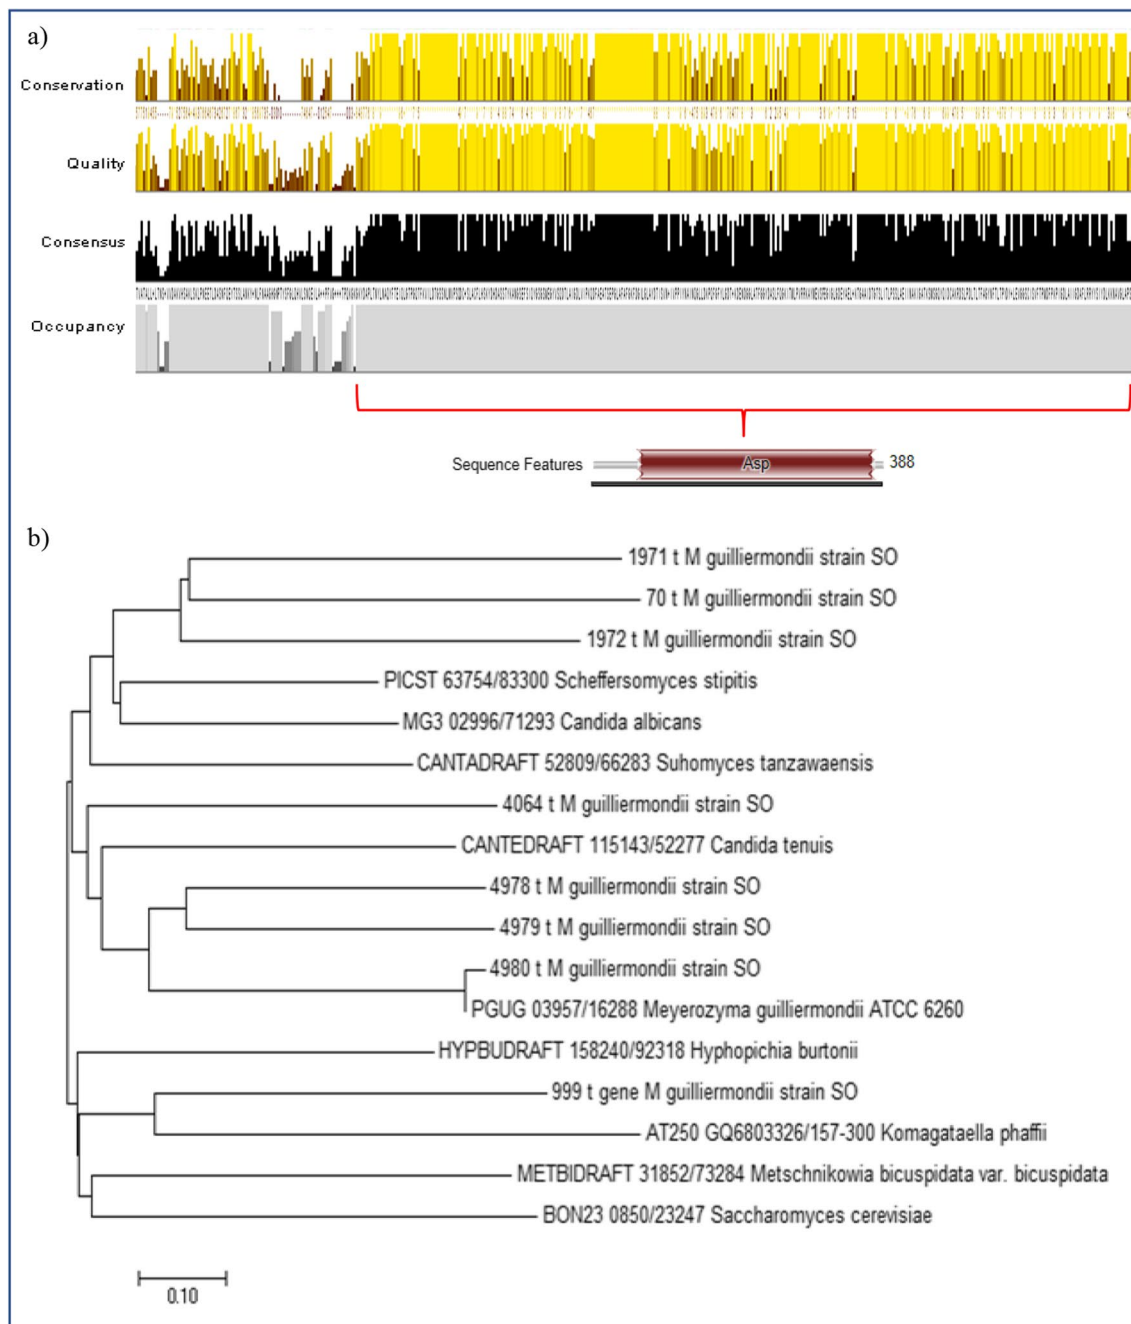 a)
Conservation
Quality
Consensus
Occupancy
Sequence Features
Asp
388
b)
1971 t M guilliermondii strain SO
70 t M guilliermondii strain SO
1972 t M guilliermondii strain SO
PICST 63754/83300 Scheffersomyces stipitis
MG3 02996/71293 Candida albicans
CANTADRAFT 52809/66283 Suhomyces tanzawaensis
4064 t M guilliermondii strain SO
CANTEDRAFT 115143/52277 Candida tenuis
4978 t M guilliermondii strain SO
4979 t M guilliermondii strain SO
4980 t M guilliermondii strain SO
PGUG 03957/16288 Meyerozyma guilliermondii ATCC 6260
HYPBUDRAFT 158240/92318 Hyphopichia burtonii
999 t gene M guilliermondii strain SO
AT250 GQ6803326/157-300 Komagataella phaffii
METBIDRAFT 31852/73284 Metschnikowia bicuspidata var. bicuspidata
BON23 0850/23247 Saccharomyces cerevisiae
0.10